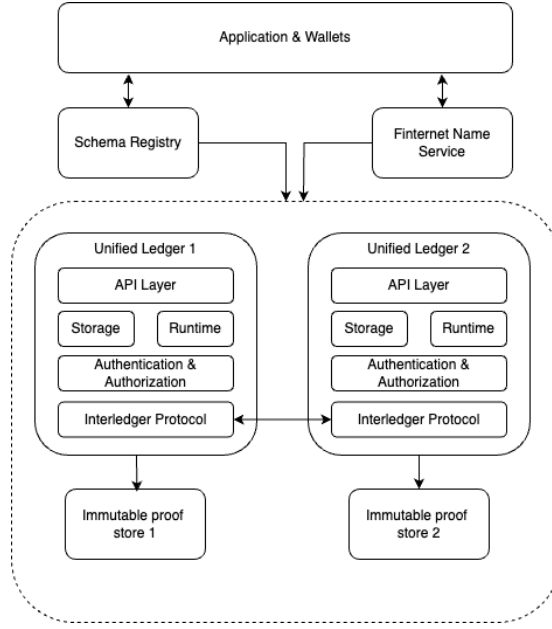 Application & Wallets
Schema Registry
Finternet Name
Service
Unified Ledger 1
API Layer
Storage
Runtime
Authentication &
Authorization
Interledger Protocol
Unified Ledger 2
API Layer
Storage
Runtime
Authentication &
Authorization
Interledger Protocol
Immutable proof
store 1
Immutable proof
store 2